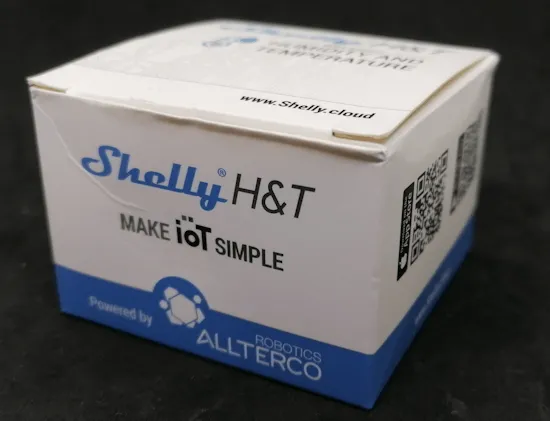 HUMIDITY AND
TEMPERATURE
www.Shelly.cloud
Shelly® H&T
MAKE ioT SIMPLE
Powered by
ROBOTICS
ALLTERCO